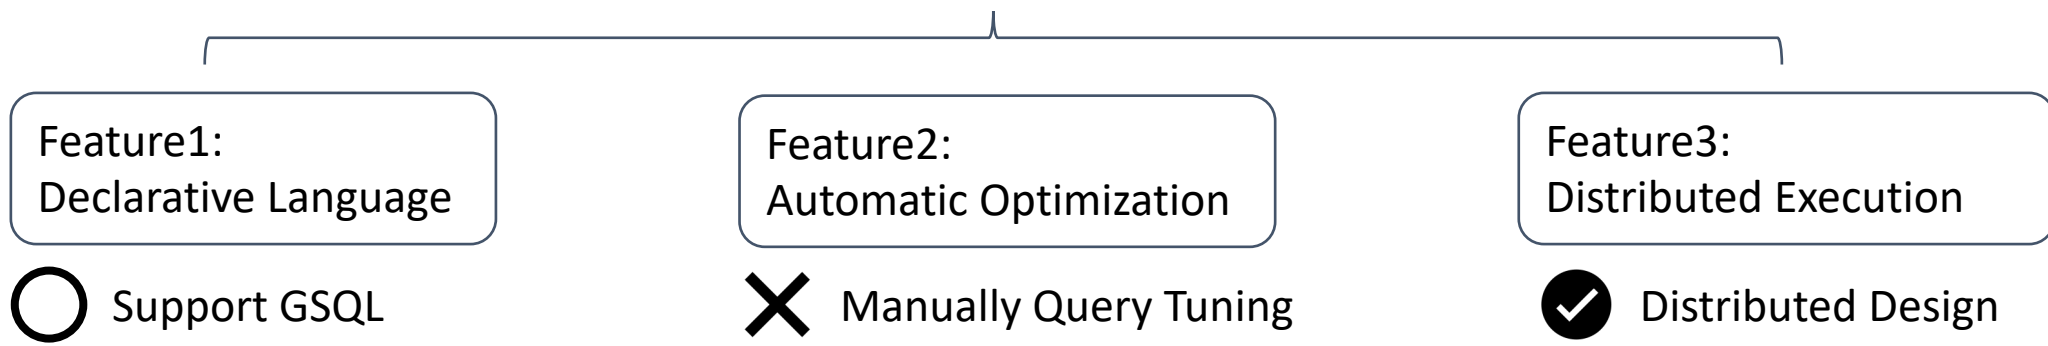 Feature1:
Declarative Language
Support GSQL
Feature2:
Automatic Optimization
Manually Query Tuning
Feature3:
Distributed Execution
Distributed Design